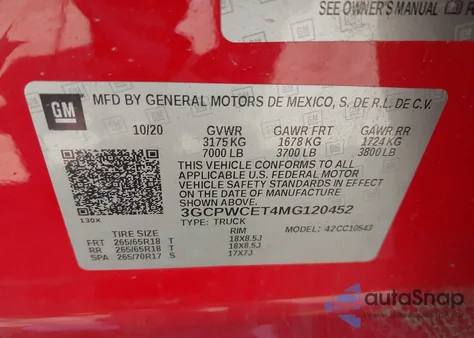 SEE OWNER'S MANUAL
GM MFD BY GENERAL MOTORS DE MEXICO, S. DE R.L. DE C.V.
10/20 GVWR GAWR FRT GAWR RR
3175 KG 1678 KG 1724 KG
7000 LB 3700 LB 3800 LB
THIS VEHICLE CONFORMS TO ALL
APPLICABLE U.S. FEDERAL MOTOR
VEHICLE SAFETY STANDARDS IN EFFECT
ON THE DATE OF MANUFACTURE SHOWN ABOVE.
3GCPWCET4MG120452
130X TYPE: TRUCK MODEL: 42CC10543
TIRE SIZE RIM
FRT 265/65R18 T 18X8.5J
RR 265/65R18 T 18X8.5J
SPA 265/70R17 S 17X7J
autoSnap